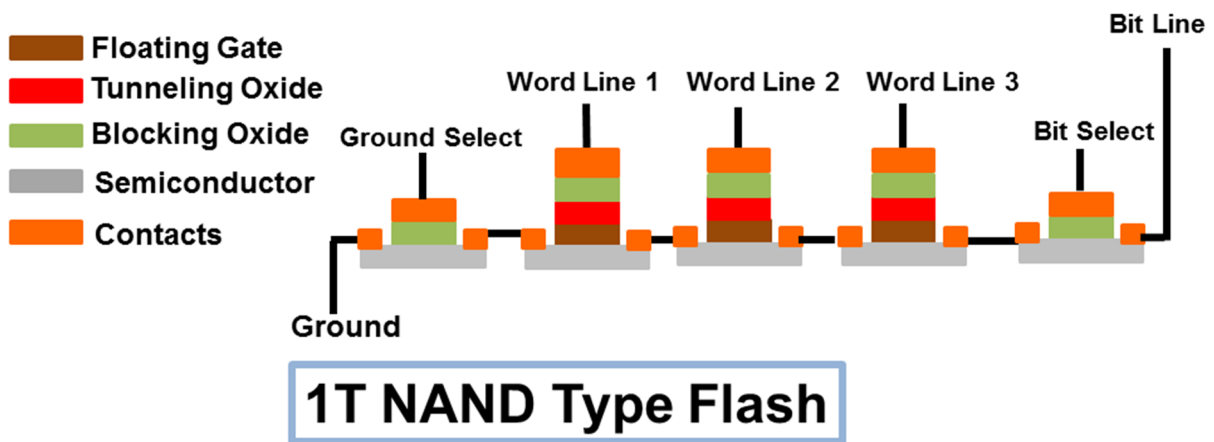 Floating Gate
Tunneling Oxide
Blocking Oxide
Semiconductor
Contacts
Ground Select
Word Line 1
Word Line 2
Word Line 3
Bit Select
Bit Line
Ground
1T NAND Type Flash